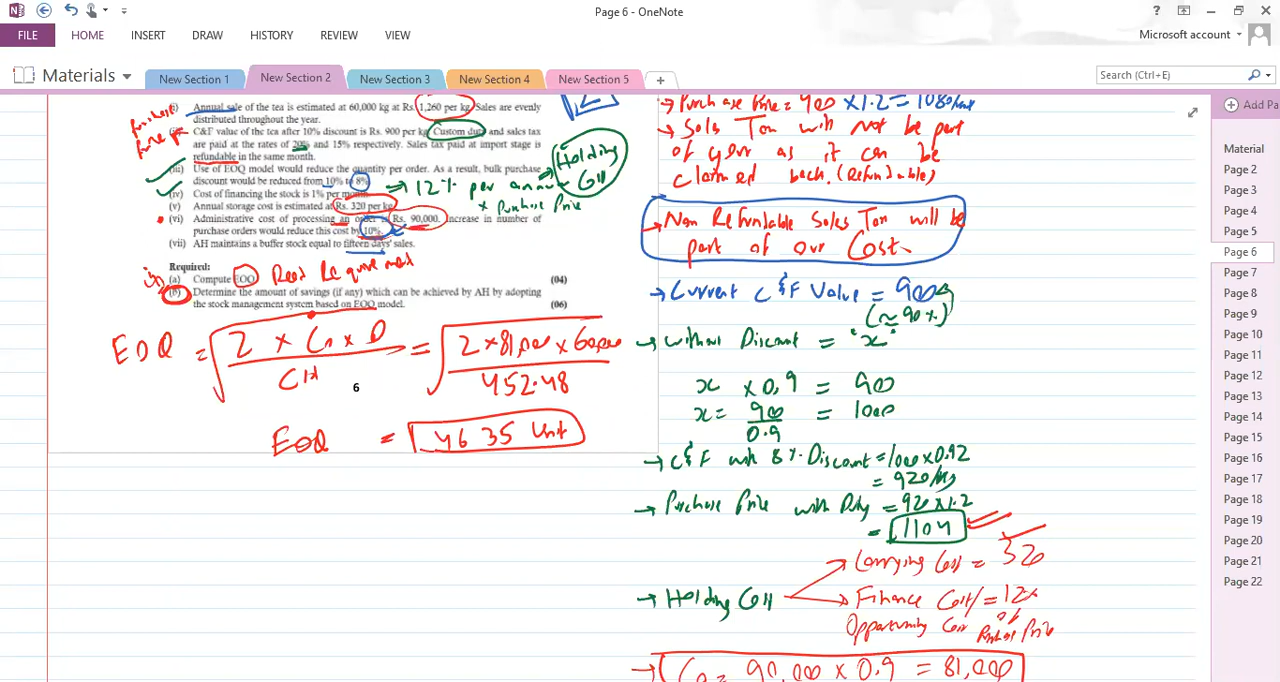 Page 6 - OneNote
FILE HOME INSERT DRAW HISTORY REVIEW VIEW
Microsoft account
Materials
New Section 1 New Section 2 New Section 3 New Section 4 New Section 5 +
Search (Ctrl+E)
Add Pa
Material
Page 2
Page 3
Page 4
Page 5
Page 6
Page 7
Page 8
Page 9
Page 10
Page 11
Page 12
Page 13
Page 14
Page 15
Page 16
Page 17
Page 18
Page 19
Page 20
Page 21
Page 22
Annual sale of the tea is estimated at 60,000 kg at Rs. 1,260 per kg. Sales are evenly
distributed throughout the year.
C&F value of the tea after 10% discount is Rs. 900 per kg. Custom duty and sales tax
are paid at the rates of 20% and 15% respectively. Sales tax paid at import stage is
refundable in the same month.
(iii) Use of EOQ model would reduce the quantity per order. As a result, bulk purchase
discount would be reduced from 10% to 8%.
(iv) Cost of financing the stock is 1% per month.
(v) Annual storage cost is estimated at Rs. 320 per kg.
(vi) Administrative cost of processing an order is Rs. 90,000. Increase in number of
purchase orders would reduce this cost by 10%.
(vii) AH maintains a buffer stock equal to fifteen days' sales.
Required:
(a) Compute EOQ (04)
(b) Determine the amount of savings (if any) which can be achieved by AH by adopting
the stock management system based on EOQ model. (06)
Holding
Cost
→ 12% per annum
x Purchase Price
Read Requirement
EOQ = √ 2 x Co x D / CH = √ 2 x 81,000 x 60,000 / 452.48
6
EOQ = 4635 Unit
→ Purchase Price = 900 x 1.2 = 1080/unit
→ Sales Tax will not be part
of your as it can be
claimed back. (Refundable)
→ Non Refundable Sales Tax will be
part of our Cost.
→ Current C&F Value = 900
(≈ 90%)
→ without Discount = "x"
x x 0.9 = 900
x = 900 / 0.9 = 1000
→ C&F with 8% Discount = 1000 x 0.92
= 920/kg
→ Purchase Price with Duty = 920 x 1.2
= 1104
→ Holding Cost
→ Carrying Cost = 320
→ Finance Cost/ = 12%
Opportunity Cost of Purchase Price
→ Co = 90,000 x 0.9 = 81,000